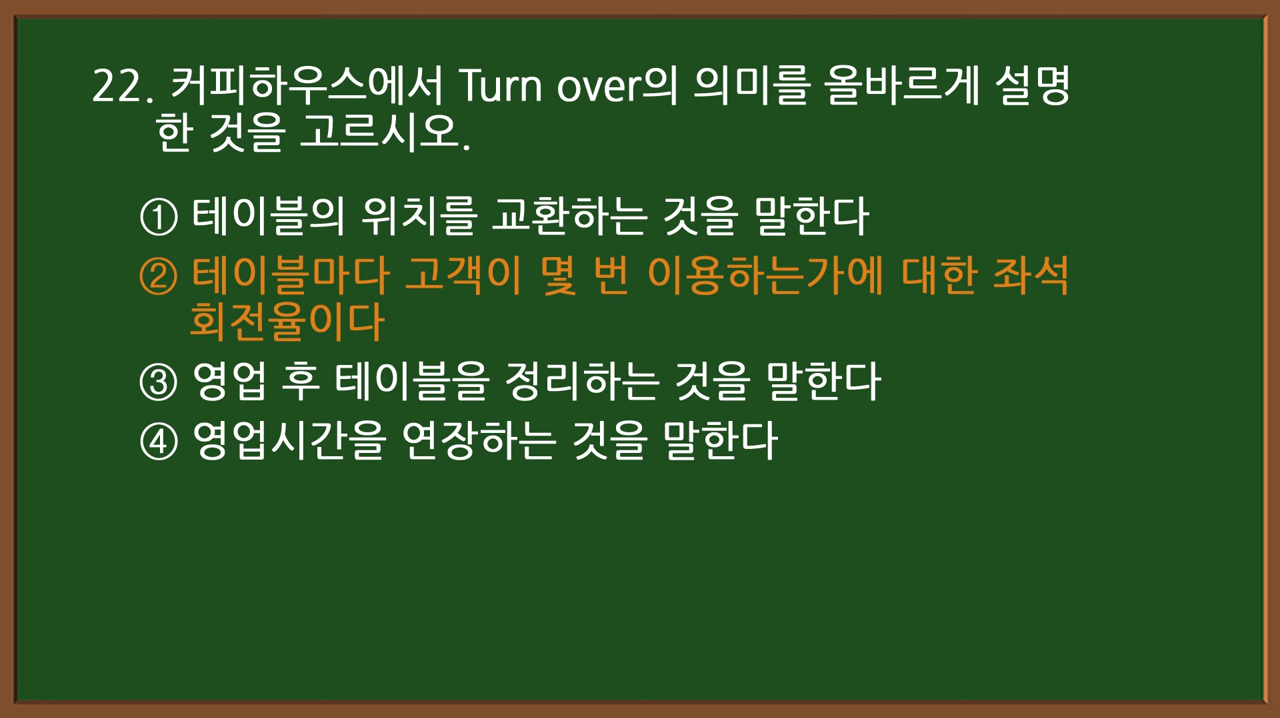 22. 커피하우스에서 Turn over의 의미를 올바르게 설명
한 것을 고르시오.
① 테이블의 위치를 교환하는 것을 말한다
② 테이블마다 고객이 몇 번 이용하는가에 대한 좌석
회전율이다
③ 영업 후 테이블을 정리하는 것을 말한다
④ 영업시간을 연장하는 것을 말한다